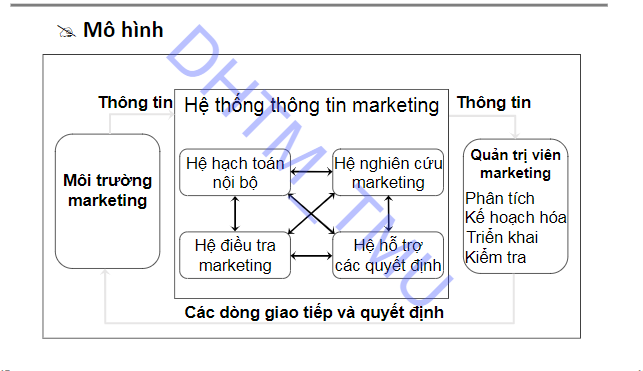 Mô hình
Thông tin
Hệ thống thông tin marketing
Thông tin
Môi trường
marketing
Hệ hạch toán
nội bộ
Hệ nghiên cứu
marketing
Hệ điều tra
marketing
Hệ hỗ trợ
các quyết định
Quản trị viên
marketing
Phân tích
Kế hoạch hóa
Triển khai
Kiểm tra
Các dòng giao tiếp và quyết định
DHTM_TMU